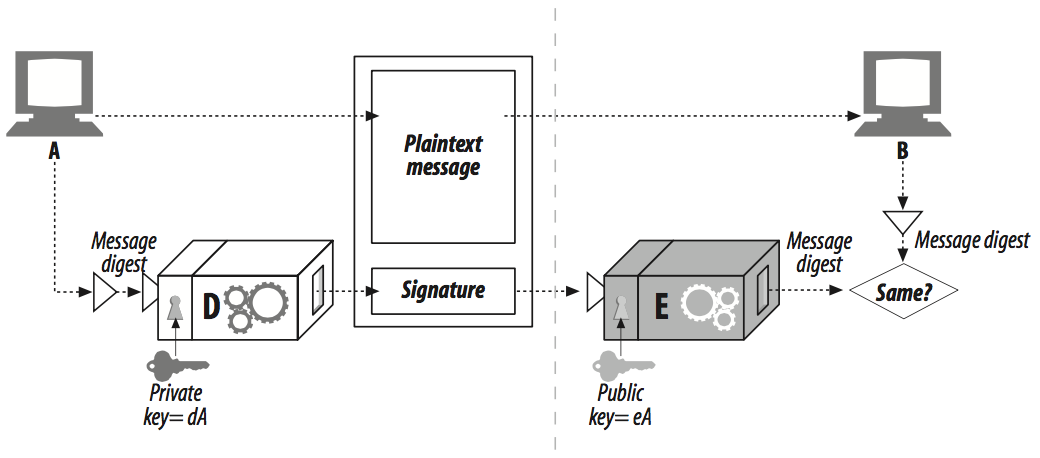 A
Plaintext
message
B
Message
digest
Message digest
Message
digest
D
Signature
E
Same?
Private
key= dA
Public
key= eA